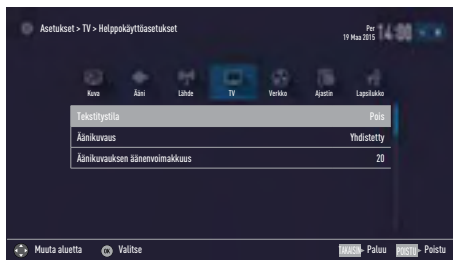 Asetukset > TV > Helppokäyttöasetukset
Per
19 Maa 2015
14:00
Kuva Ääni Lähde TV Verkko Ajastin Lapsilukko
Tekstitystila Pois
Äänikuvaus Yhdistetty
Äänikuvauksen äänenvoimakkuus 20
Muuta aluetta OK Valitse TAKAISIN Paluu POISTU Poistu